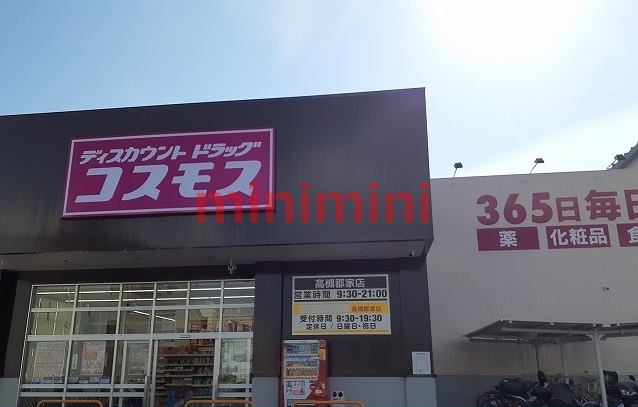 ディスカウント ドラッグ
コスモス
minimini
365日毎日
薬 化粧品 食
高槻郡家店
営業時間 9:30-21:00
高槻郡家店
受付時間 9:30-19:30
定休日 / 日曜日・祝日